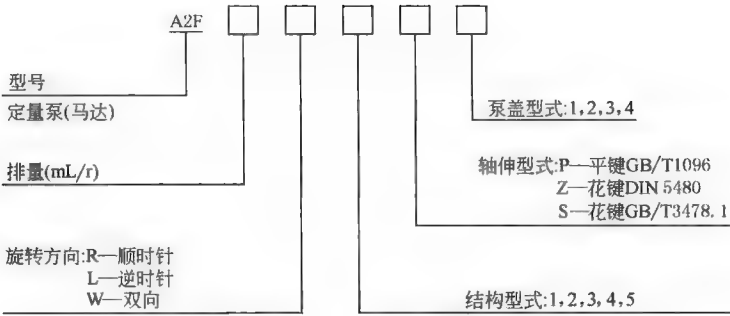 A2F
型号
定量泵(马达)
泵盖型式:1,2,3,4
排量(mL/r)
轴伸型式:P—平键GB/T1096
Z—花键DIN 5480
S—花键GB/T3478.1
旋转方向:R—顺时针
L—逆时针
W—双向
结构型式:1,2,3,4,5